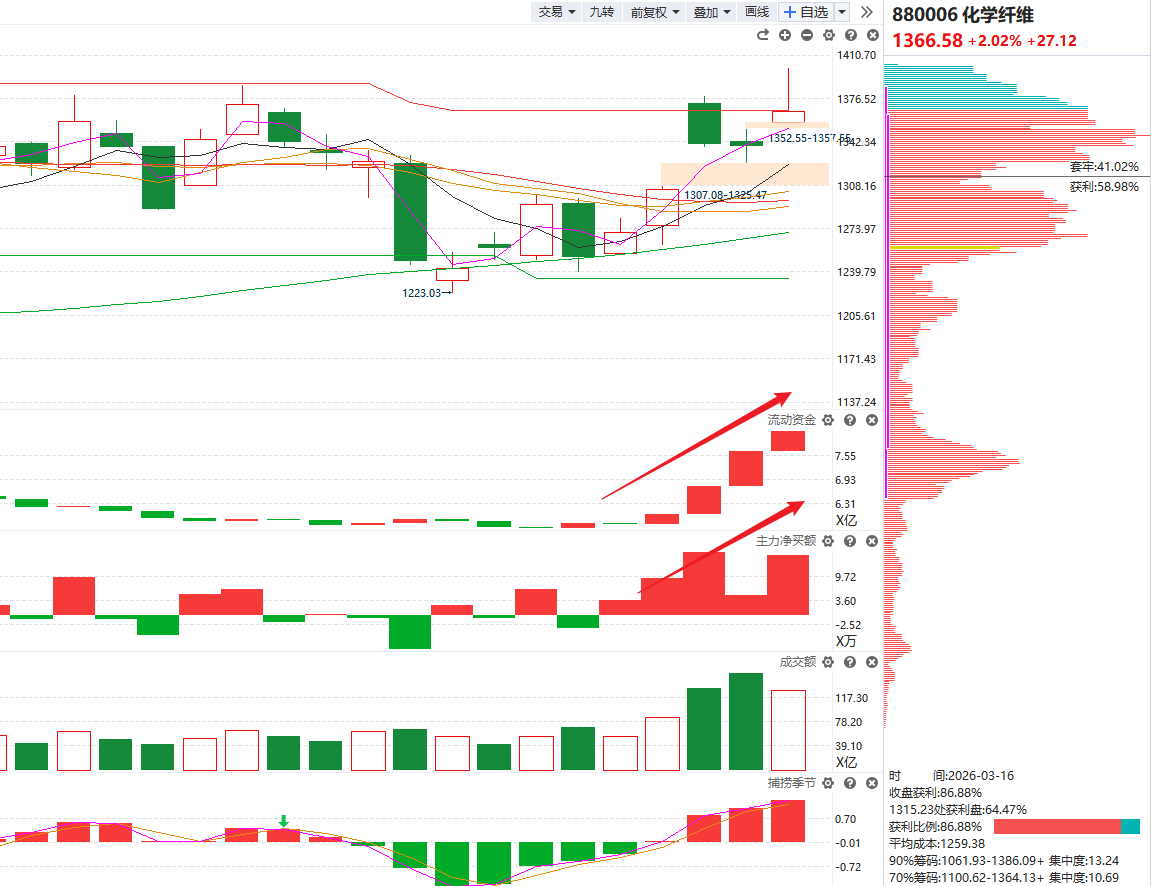 交易 九转 前复权 叠加 画线 +自选
880006 化学纤维
1366.58 +2.02% +27.12
1410.70
1376.52
1342.34
1308.16
1273.97
1239.79
1205.61
1171.43
1137.24
1352.55-1357.55
1307.08-1325.47
1223.03→
套牢:41.02%
获利:58.98%
流动资金
7.55
6.93
6.31
X亿
主力净买额
9.72
3.60
-2.52
X万
成交额
117.30
78.20
39.10
X亿
捕捞季节
0.70
-0.01
-0.72
时 间:2026-03-16
收盘获利:86.88%
1315.23处获利盘:64.47%
获利比例:86.88%
平均成本:1259.38
90%筹码:1061.93-1386.09+ 集中度:13.24
70%筹码:1100.62-1364.13+ 集中度:10.69